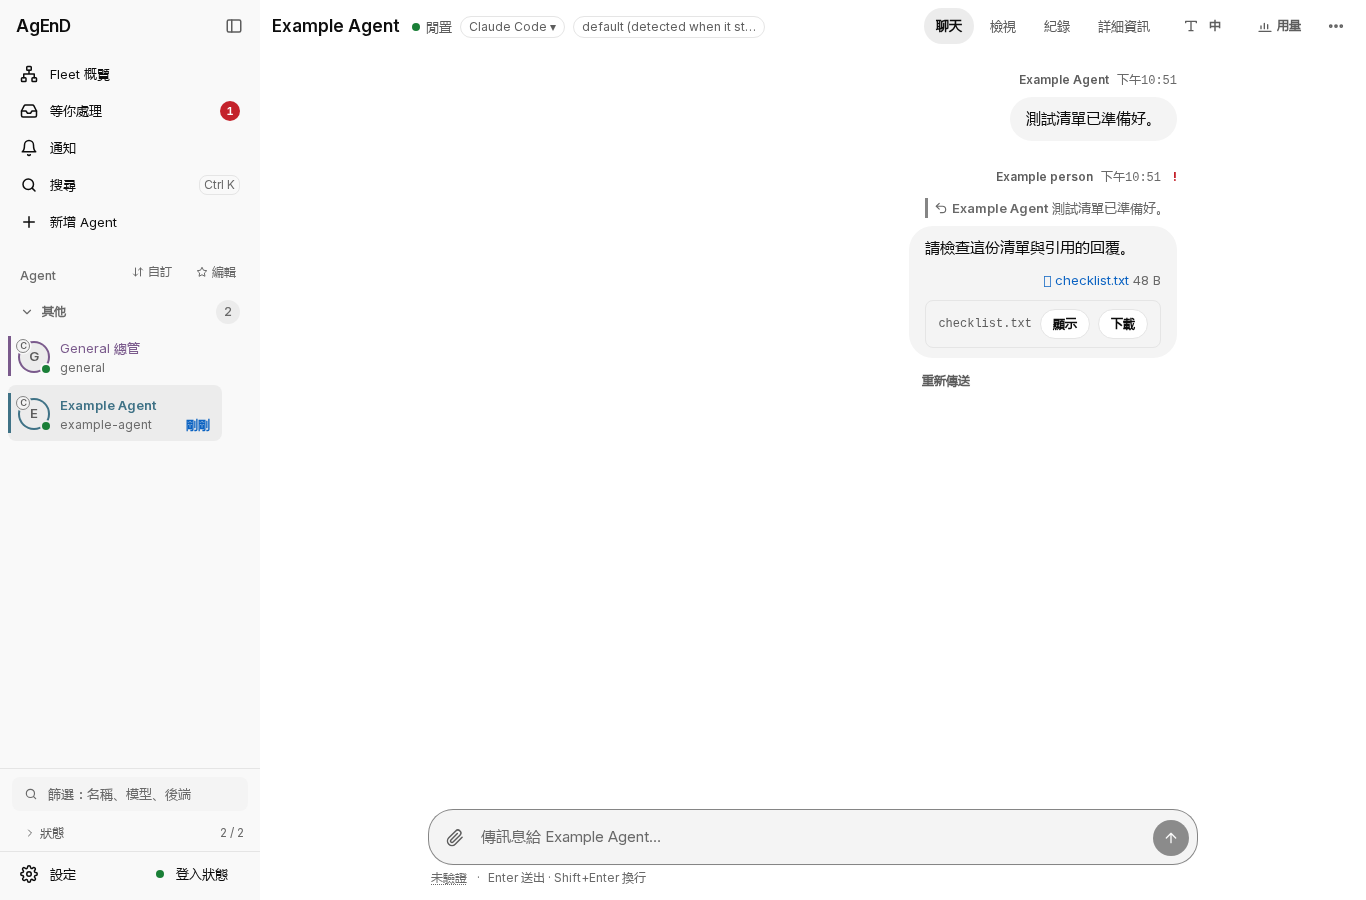 AgEnD
Fleet 概覽
等你處理
1
通知
搜尋
Ctrl K
新增 Agent
Agent
自訂
編輯
其他
2
C
G
General 總管
general
C
E
Example Agent
example-agent
剛剛
篩選：名稱、模型、後端
狀態
2 / 2
設定
登入狀態
Example Agent
閒置
Claude Code ▾
default (detected when it st…
聊天
檢視
紀錄
詳細資訊
中
用量
Example Agent 下午10:51
測試清單已準備好。
Example person 下午10:51 !
Example Agent 測試清單已準備好。
請檢查這份清單與引用的回覆。
checklist.txt 48 B
checklist.txt
顯示
下載
重新傳送
傳訊息給 Example Agent...
未驗證 · Enter 送出 · Shift+Enter 換行